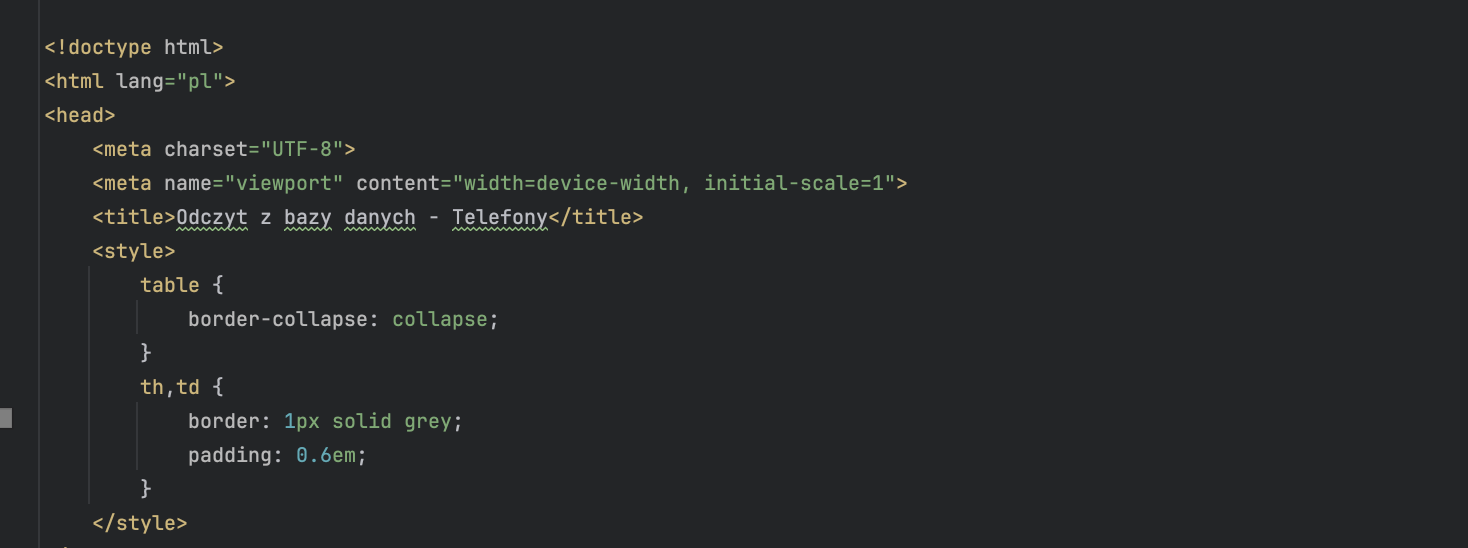 <!doctype html>
<html lang="pl">
<head>
    <meta charset="UTF-8">
    <meta name="viewport" content="width=device-width, initial-scale=1">
    <title>Odczyt z bazy danych - Telefony</title>
    <style>
        table {
            border-collapse: collapse;
        }
        th,td {
            border: 1px solid grey;
            padding: 0.6em;
        }
    </style>